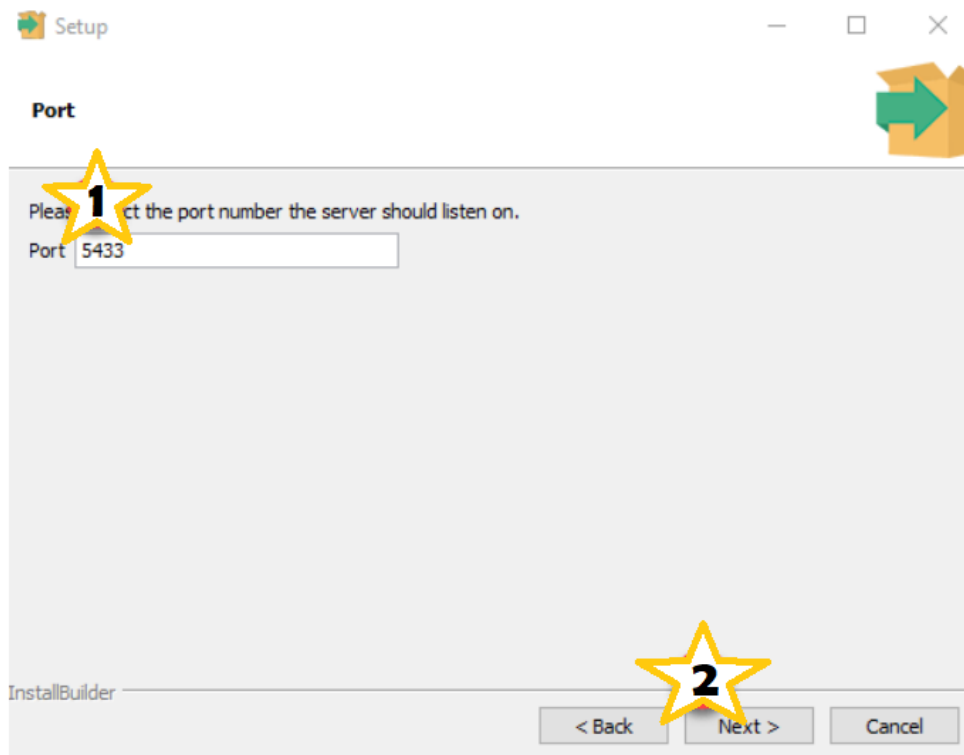 Setup
Port
1
Pleas ct the port number the server should listen on.
Port 5433
2
InstallBuilder
< Back Next > Cancel